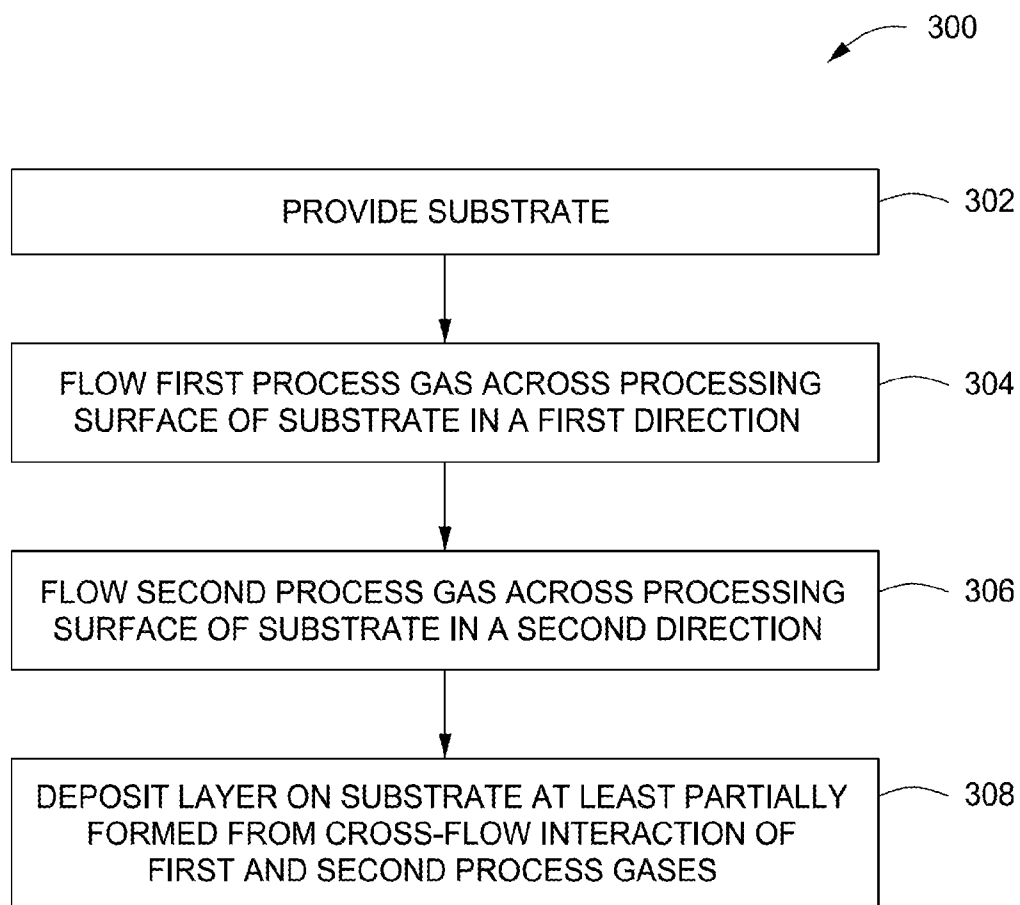 300
PROVIDE SUBSTRATE
302
FLOW FIRST PROCESS GAS ACROSS PROCESSING
SURFACE OF SUBSTRATE IN A FIRST DIRECTION
304
FLOW SECOND PROCESS GAS ACROSS PROCESSING
SURFACE OF SUBSTRATE IN A SECOND DIRECTION
306
DEPOSIT LAYER ON SUBSTRATE AT LEAST PARTIALLY
FORMED FROM CROSS-FLOW INTERACTION OF
FIRST AND SECOND PROCESS GASES
308